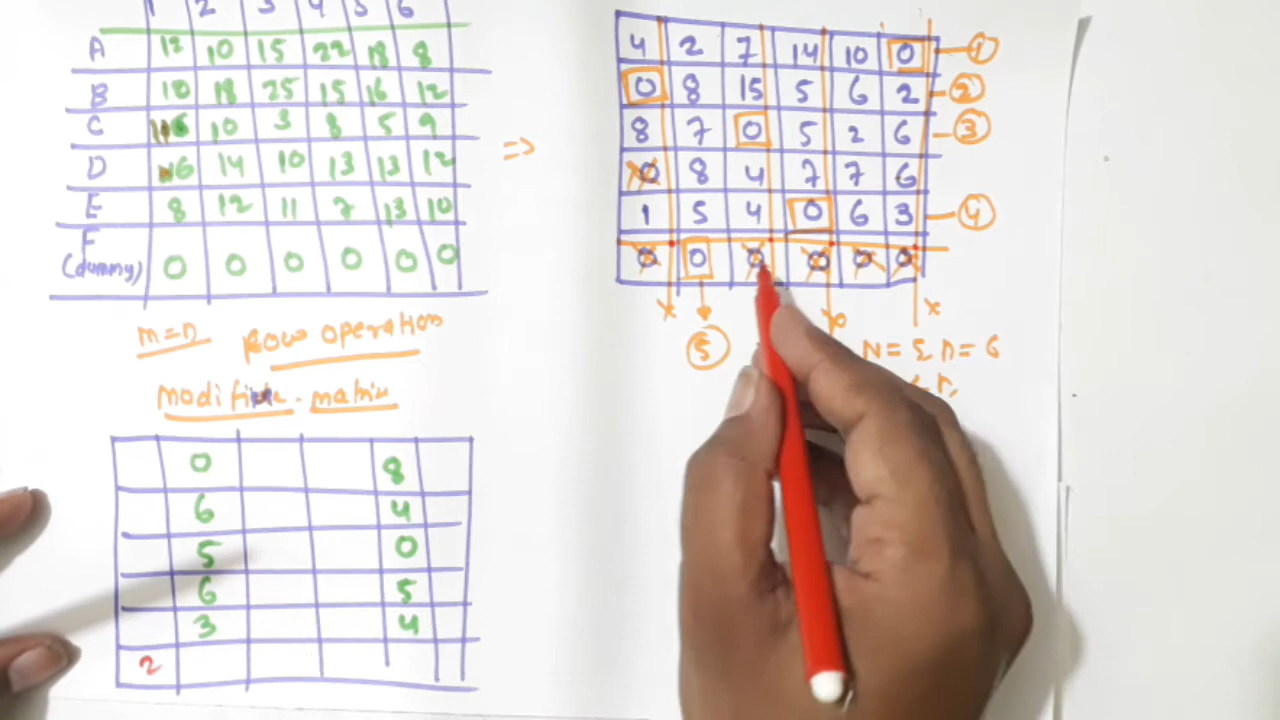 1 2 3 4 5 6
A 12 10 15 22 18 8
B 10 18 25 15 16 12
C 6 10 3 8 5 9
D 6 14 10 13 13 12
E 8 12 11 7 13 10
F
(dummy) 0 0 0 0 0 0
m=n Row operation
matrix
0 8
6 4
5 0
6 5
3 4
2
=>
4 2 7 14 10 0 1
0 8 15 5 6 2 2
8 7 0 5 2 6 3
0 8 4 7 7 6
1 5 4 0 6 3 4
0 0 0 0 0 0
5
N = Σ n = 6